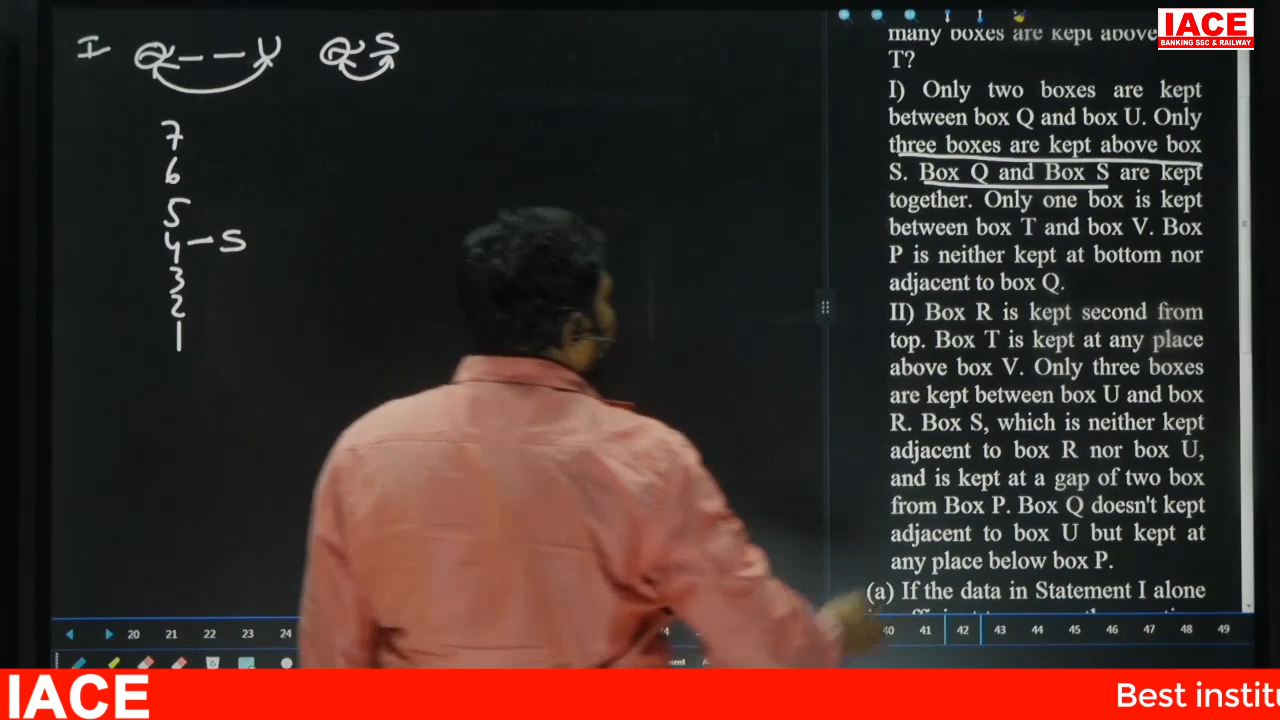 I Q - - U Q S
7
6
5
4 - S
3
2
1
IACE
BANKING SSC & RAILWAY
many boxes are kept above
T?
I) Only two boxes are kept
between box Q and box U. Only
three boxes are kept above box
S. Box Q and Box S are kept
together. Only one box is kept
between box T and box V. Box
P is neither kept at bottom nor
adjacent to box Q.
II) Box R is kept second from
top. Box T is kept at any place
above box V. Only three boxes
are kept between box U and box
R. Box S, which is neither kept
adjacent to box R nor box U,
and is kept at a gap of two box
from Box P. Box Q doesn't kept
adjacent to box U but kept at
any place below box P.
(a) If the data in Statement I alone
20 21 22 23 24 40 41 42 43 44 45 46 47 48 49
IACE
Best institu